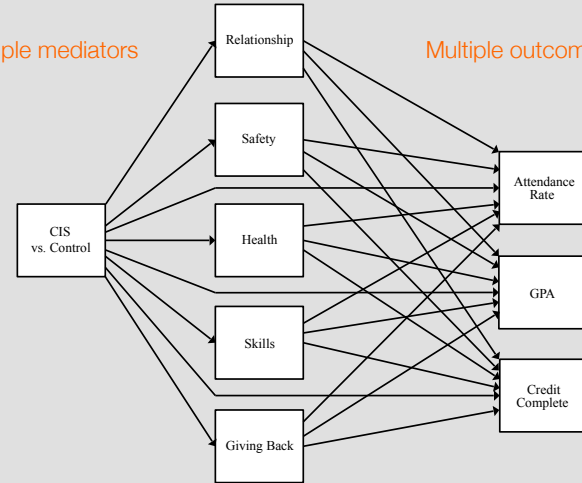 ple mediators
Multiple outcom
Relationship
Safety
CIS
vs. Control
Health
Skills
Giving Back
Attendance
Rate
GPA
Credit
Complete